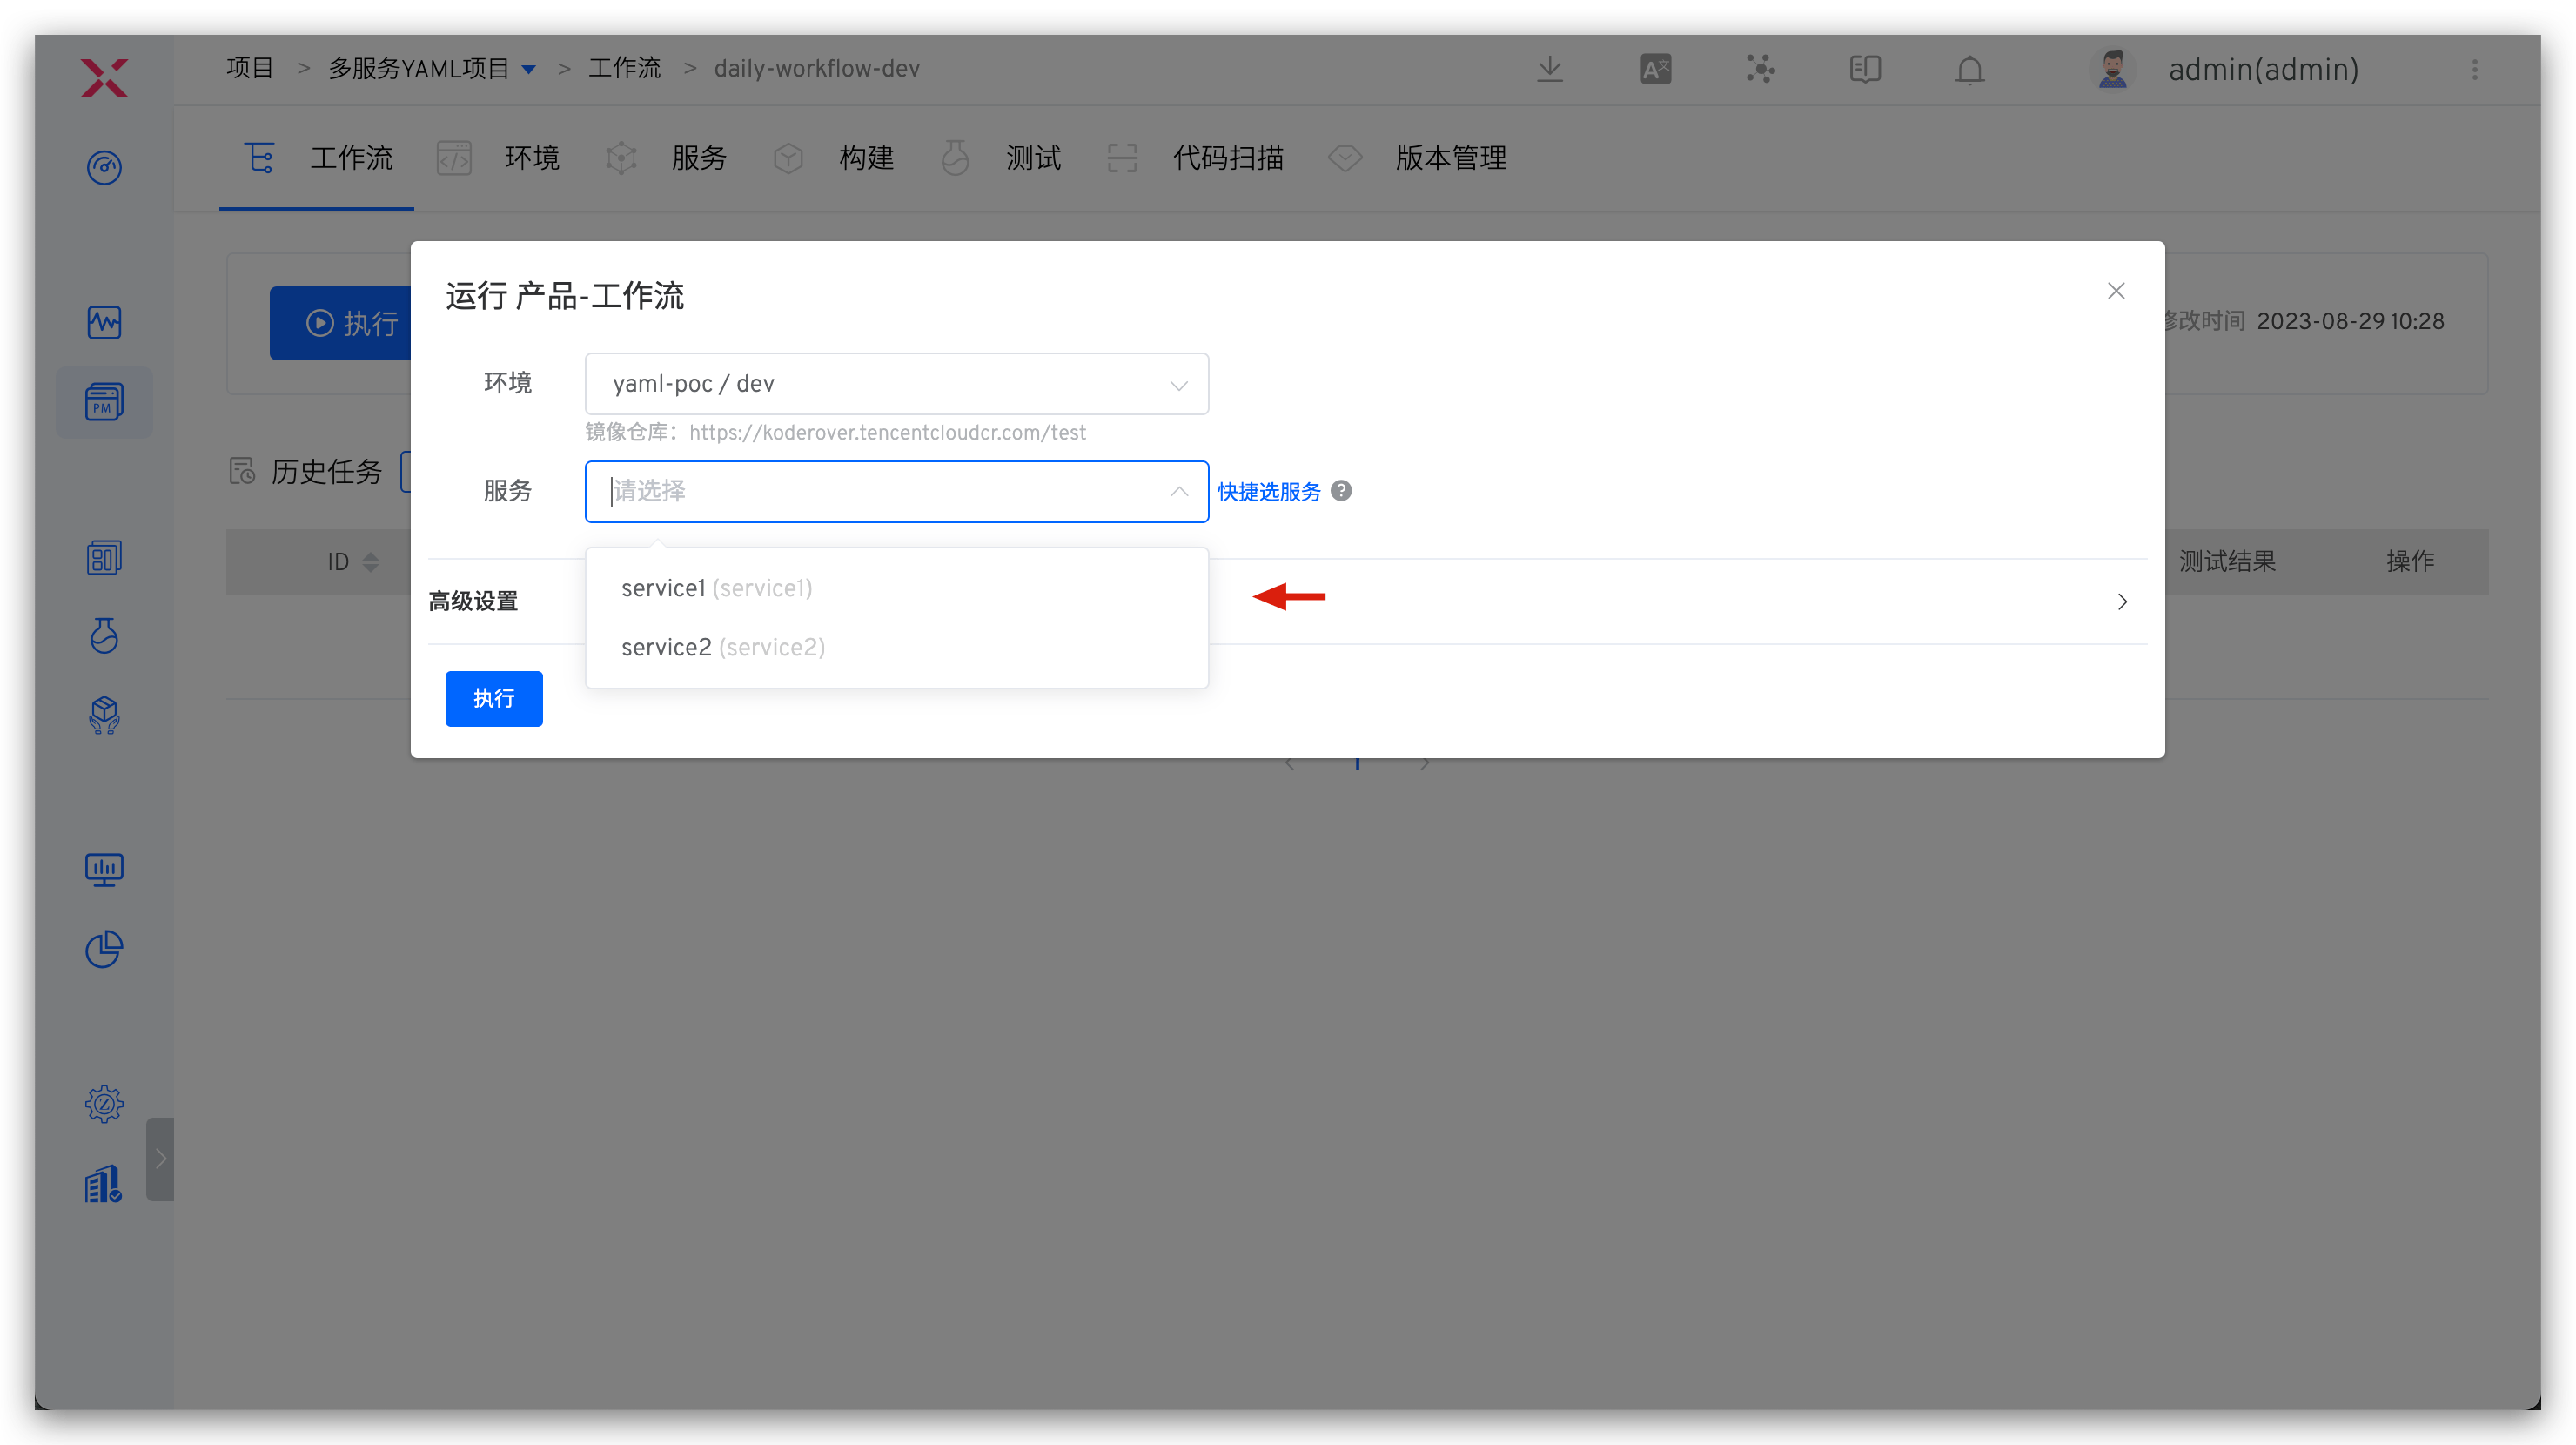 项目 > 多服务YAML项目 > 工作流 > daily-workflow-dev
A文
admin(admin)
工作流 环境 服务 构建 测试 代码扫描 版本管理
运行 产品-工作流
执行
修改时间 2023-08-29 10:28
环境 yaml-poc / dev
PM
镜像仓库：https://koderover.tencentcloudcr.com/test
历史任务
服务 请选择 快捷选服务 ?
ID 测试结果 操作
service1 (service1)
高级设置
service2 (service2)
执行
1
Z